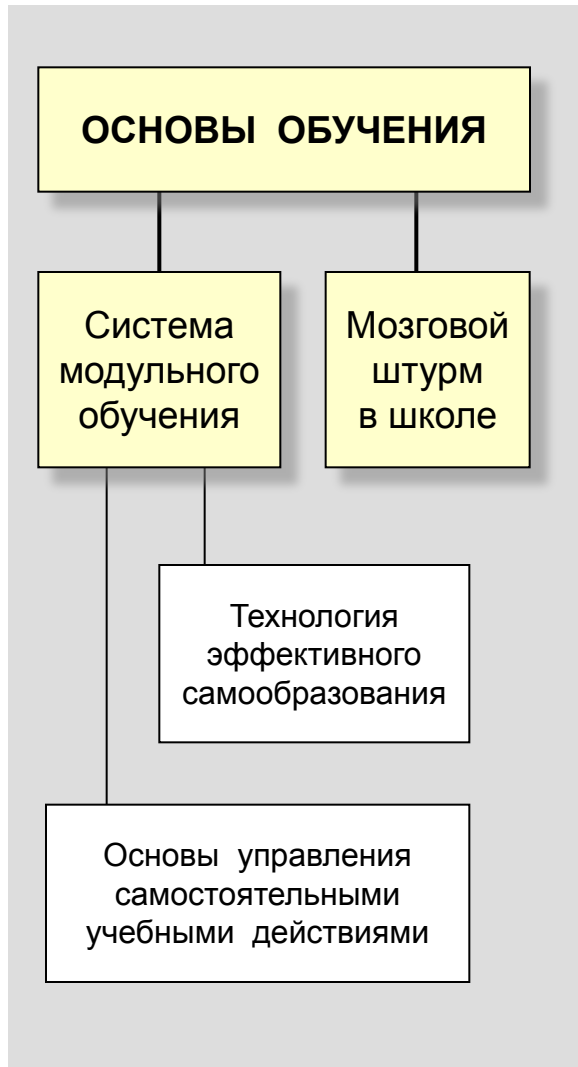 ОСНОВЫ ОБУЧЕНИЯ
Система
модульного
обучения
Мозговой
штурм
в школе
Технология
эффективного
самообразования
Основы управления
самостоятельными
учебными действиями